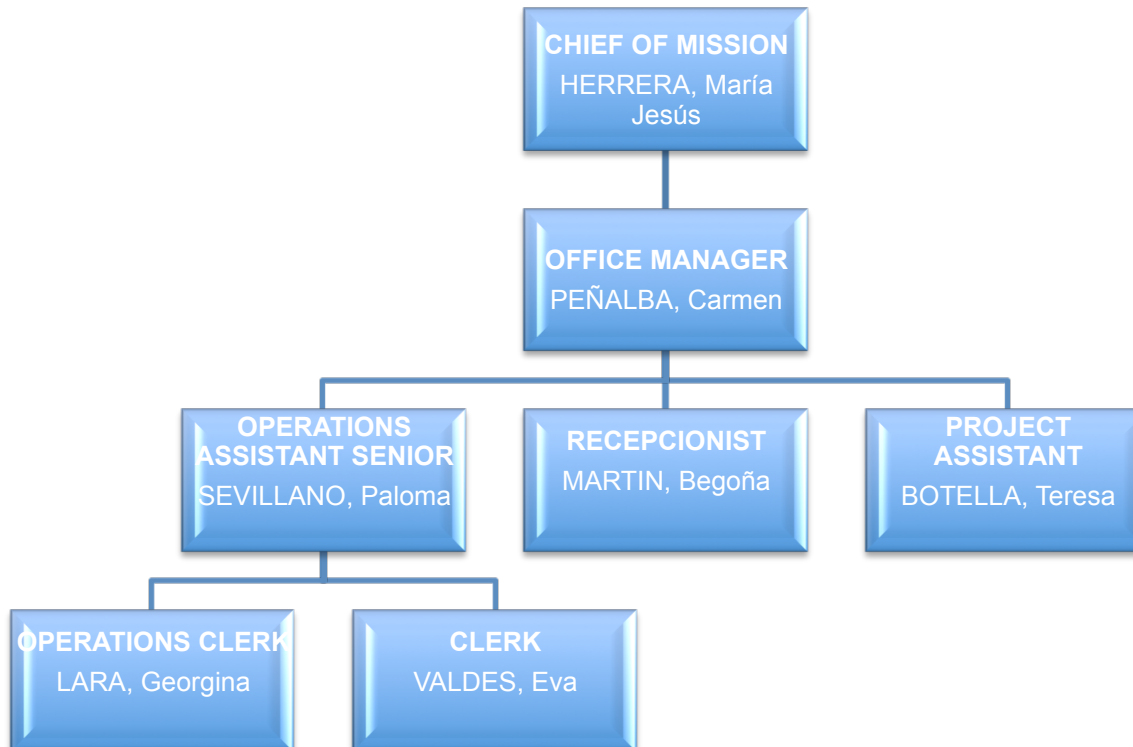 CHIEF OF MISSION
HERRERA, María
Jesús
OFFICE MANAGER
PEÑALBA, Carmen
OPERATIONS
ASSISTANT SENIOR
SEVILLANO, Paloma
RECEPCIONIST
MARTIN, Begoña
PROJECT
ASSISTANT
BOTELLA, Teresa
OPERATIONS CLERK
LARA, Georgina
CLERK
VALDES, Eva